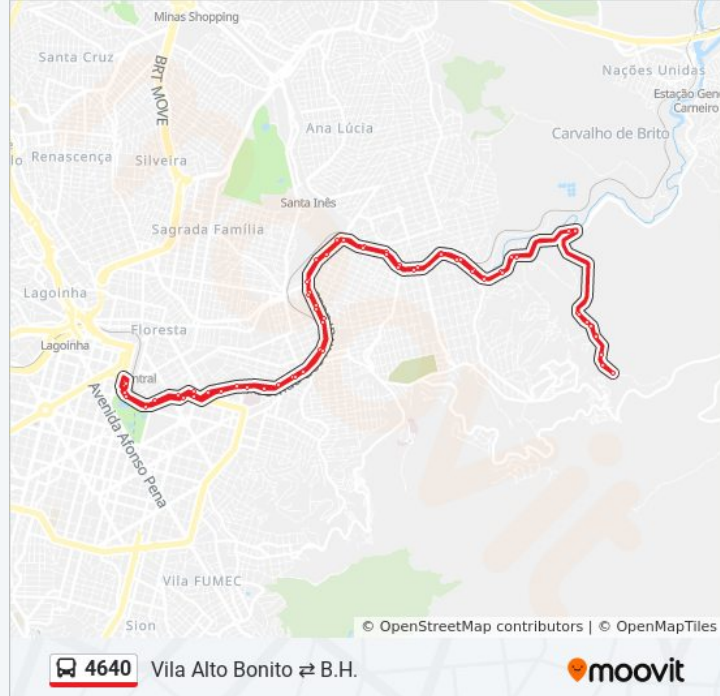 Minas Shopping
Santa Cruz
BRT MOVE
Nações Unidas
Estação Gene
Carneiro
Ana Lúcia
Carvalho de Brito
lo
Renascença
Silveira
Santa Inês
Sagrada Família
Lagoinha
Floresta
Lagoinha
ntral
Avenida Afonso Pena
Vila FUMEC
Sion
© OpenStreetMap contributors | © OpenMapTiles
4640 Vila Alto Bonito ⇄ B.H.
moovit